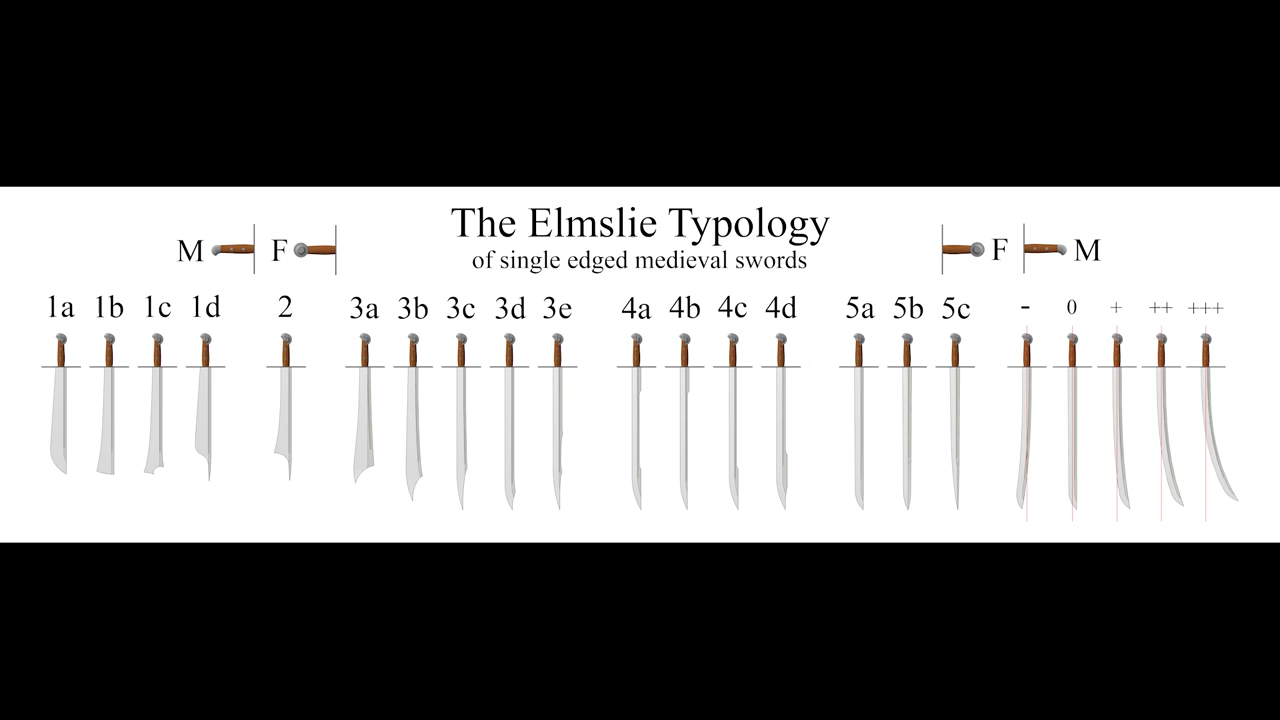 The Elmslie Typology
of single edged medieval swords
M F F M
1a 1b 1c 1d 2 3a 3b 3c 3d 3e 4a 4b 4c 4d 5a 5b 5c - 0 + ++ +++